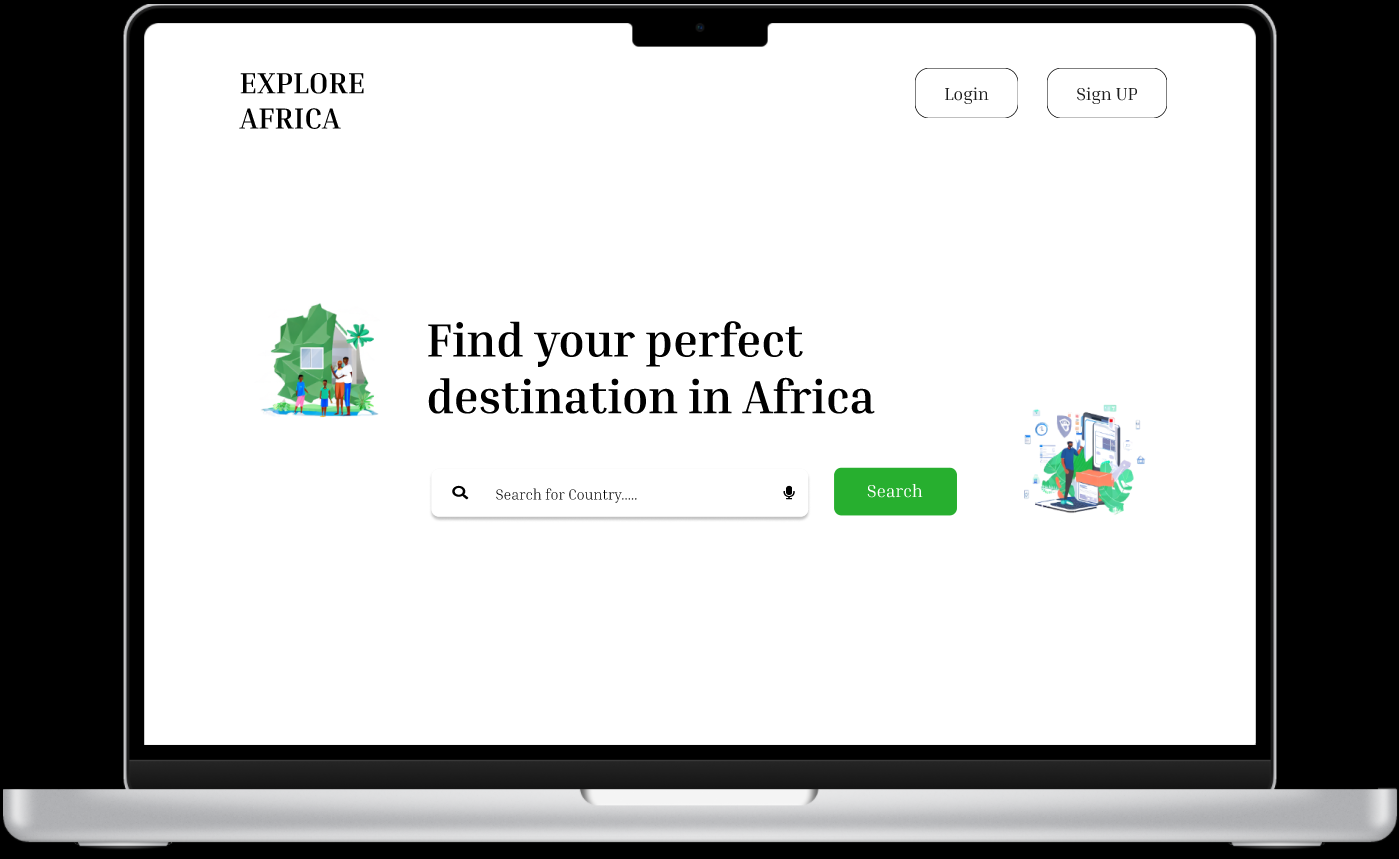 EXPLORE
AFRICA
Login
Sign UP
Find your perfect
destination in Africa
Search for Country.....
Search